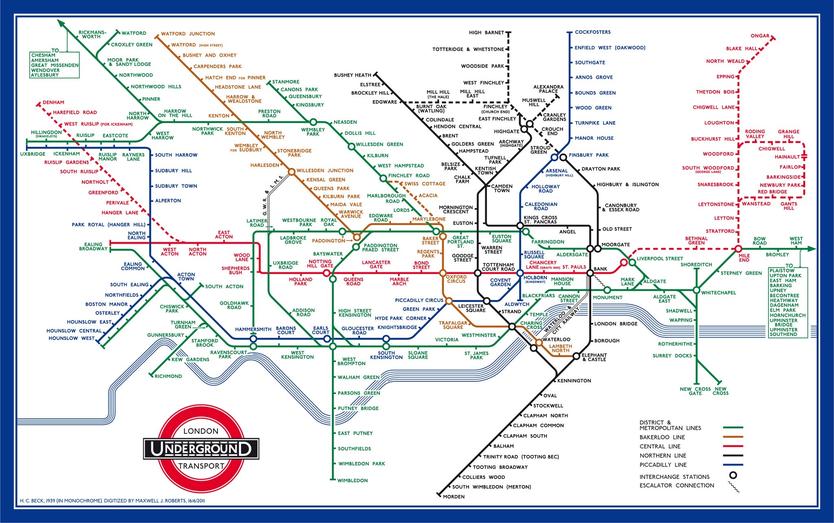 RICKMANS-
WORTH
WATFORD
CROXLEY GREEN
MOOR PARK
& SANDY LODGE
NORTHWOOD
NORTHWOOD HILLS
PINNER
NORTH
HARROW
HARROW
ON THE HILL
WEST
HARROW
TO
CHESHAM
AMERSHAM
GREAT MISSENDEN
WENDOVER
AYLESBURY
WATFORD JUNCTION
WATFORD (HIGH STREET)
BUSHEY AND OXHEY
CARPENDERS PARK
HATCH END FOR PINNER
HEADSTONE LANE
HARROW &
WEALDSTONE
KENTON
NORTHWICK
PARK
SOUTH
KENTON
PRESTON
ROAD
NORTH
WEMBLEY
WEMBLEY
FOR SUDBURY
STONEBRIDGE
PARK
HARLESDEN
WILLESDEN JUNCTION
KENSAL GREEN
QUEENS PARK
KILBURN PARK
MAIDA VALE
WARWICK
AVENUE
STANMORE
CANONS PARK
QUEENSBURY
KINGSBURY
WEMBLEY
PARK
NEASDEN
DOLLIS HILL
WILLESDEN GREEN
KILBURN
WEST HAMPSTEAD
FINCHLEY ROAD
SWISS COTTAGE
MARLBOROUGH
ROAD
ACACIA
LORDS
DENHAM
HAREFIELD ROAD
WEST RUISLIP (FOR ICKENHAM)
HILLINGDON
RUISLIP
EASTCOTE
UXBRIDGE
ICKENHAM
RUISLIP
MANOR
RAYNERS
LANE
RUISLIP GARDENS
SOUTH RUISLIP
NORTHOLT
GREENFORD
PERIVALE
HANGER LANE
SOUTH HARROW
SUDBURY HILL
SUDBURY TOWN
ALPERTON
PARK ROYAL (HANGER HILL)
NORTH
EALING
EALING
BROADWAY
WEST
ACTON
NORTH
ACTON
EAST
ACTON
WOOD
LANE
SHEPHERDS
BUSH
HOLLAND
PARK
NOTTING
HILL GATE
QUEENS
ROAD
LANCASTER
GATE
MARBLE
ARCH
BOND
STREET
OXFORD
CIRCUS
LATIMER
ROAD
LADBROKE
GROVE
WESTBOURNE
PARK
ROYAL
OAK
UXBRIDGE
ROAD
PADDINGTON
BAYSWATER
PADDINGTON
PRAED STREET
EDGWARE
ROAD
MARYLEBONE
BAKER
STREET
GREAT
PORTLAND
ST
EUSTON
SQUARE
EALING
COMMON
SOUTH EALING
NORTHFIELDS
BOSTON MANOR
OSTERLEY
HOUNSLOW EAST
HOUNSLOW CENTRAL
HOUNSLOW WEST
ACTON
TOWN
SOUTH ACTON
CHISWICK
PARK
TURNHAM
GREEN
GUNNERSBURY
KEW GARDENS
RICHMOND
STAMFORD
BROOK
RAVENSCOURT
PARK
GOLDHAWK
ROAD
HAMMERSMITH
BARONS
COURT
WEST
KENSINGTON
EARLS
COURT
ADDISON
ROAD
HIGH STREET
KENSINGTON
GLOUCESTER
ROAD
SOUTH
KENSINGTON
SLOANE
SQUARE
VICTORIA
ST. JAMES
PARK
WESTMINSTER
KNIGHTSBRIDGE
HYDE PARK
CORNER
GREEN
PARK
PICCADILLY CIRCUS
LEICESTER
SQUARE
TRAFALGAR
SQUARE
CHARING
CROSS
STRAND
WEST
BROMPTON
WALHAM GREEN
PARSONS GREEN
PUTNEY BRIDGE
EAST PUTNEY
SOUTHFIELDS
WIMBLEDON PARK
WIMBLEDON
BUSHEY HEATH
ELSTREE
BROCKLEY HILL
EDGWARE
BURNT OAK
(WATLING)
COLINDALE
HENDON CENTRAL
BRENT
GOLDERS GREEN
HAMPSTEAD
BELSIZE
PARK
CHALK
FARM
CAMDEN
TOWN
MORNINGTON
CRESCENT
EUSTON
WARREN
STREET
GOODGE
STREET
TOTTENHAM
COURT ROAD
MILL HILL
(THE HALE)
MILL HILL
EAST
HIGH BARNET
TOTTERIDGE & WHETSTONE
WOODSIDE PARK
WEST FINCHLEY
FINCHLEY
(CHURCH END)
EAST FINCHLEY
ALEXANDRA
PALACE
MUSWELL
HILL
CRANLEY
GARDENS
HIGHGATE
CROUCH
END
STROUD
GREEN
ARCHWAY
(HIGHGATE)
TUFNELL
PARK
KENTISH
TOWN
COCKFOSTERS
ENFIELD WEST (OAKWOOD)
SOUTHGATE
ARNOS GROVE
BOUNDS GREEN
WOOD GREEN
TURNPIKE LANE
MANOR HOUSE
FINSBURY PARK
ARSENAL
(HIGHBURY HILL)
HOLLOWAY
ROAD
CALEDONIAN
ROAD
KINGS CROSS
ST. PANCRAS
RUSSELL
SQUARE
HOLBORN
(KINGSWAY)
COVENT
GARDEN
ALDWYCH
DRAYTON PARK
HIGHBURY & ISLINGTON
CANONBURY
& ESSEX ROAD
OLD STREET
ANGEL
MOORGATE
FARRINGDON
ALDERSGATE
CHANCERY
LANE
ST. PAULS
BANK
LIVERPOOL STREET
BLACKFRIARS
TEMPLE
MANSION
HOUSE
CANNON
STREET
MONUMENT
MARK
LANE
ALDGATE
ALDGATE
EAST
WATERLOO & CITY RAILWAY
WATERLOO
LAMBETH
NORTH
ELEPHANT
& CASTLE
LONDON BRIDGE
BOROUGH
KENNINGTON
OVAL
STOCKWELL
CLAPHAM NORTH
CLAPHAM COMMON
CLAPHAM SOUTH
BALHAM
TRINITY ROAD (TOOTING BEC)
TOOTING BROADWAY
COLLIERS WOOD
SOUTH WIMBLEDON (MERTON)
MORDEN
ONGAR
BLAKE HALL
NORTH WEALD
EPPING
THEYDON BOIS
CHIGWELL LANE
LOUGHTON
BUCKHURST HILL
WOODFORD
SOUTH WOODFORD
(GEORGE LANE)
SNARESBROOK
LEYTONSTONE
LEYTON
STRATFORD
RODING
VALLEY
GRANGE
HILL
CHIGWELL
HAINAULT
FAIRLOP
BARKINGSIDE
NEWBURY PARK
RED BRIDGE
WANSTEAD
GANTS
HILL
BETHNAL
GREEN
MILE
END
BOW
ROAD
WEST
HAM
BROMLEY
STEPNEY GREEN
SHOREDITCH
WHITECHAPEL
SHADWELL
WAPPING
ROTHERHITHE
SURREY DOCKS
NEW CROSS
GATE
NEW
CROSS
TO
PLAISTOW
UPTON PARK
EAST HAM
BARKING
UPNEY
BECONTREE
HEATHWAY
DAGENHAM
ELM PARK
HORNCHURCH
UPMINSTER
BRIDGE
UPMINSTER
SOUTHEND
LONDON
UNDERGROUND
TRANSPORT
DISTRICT &
METROPOLITAN LINES
BAKERLOO LINE
CENTRAL LINE
NORTHERN LINE
PICCADILLY LINE
INTERCHANGE STATIONS
ESCALATOR CONNECTION
H. C. BECK, 1939 (IN MONOCHROME) DIGITIZED BY MAXWELL J. ROBERTS, 16/6/2011